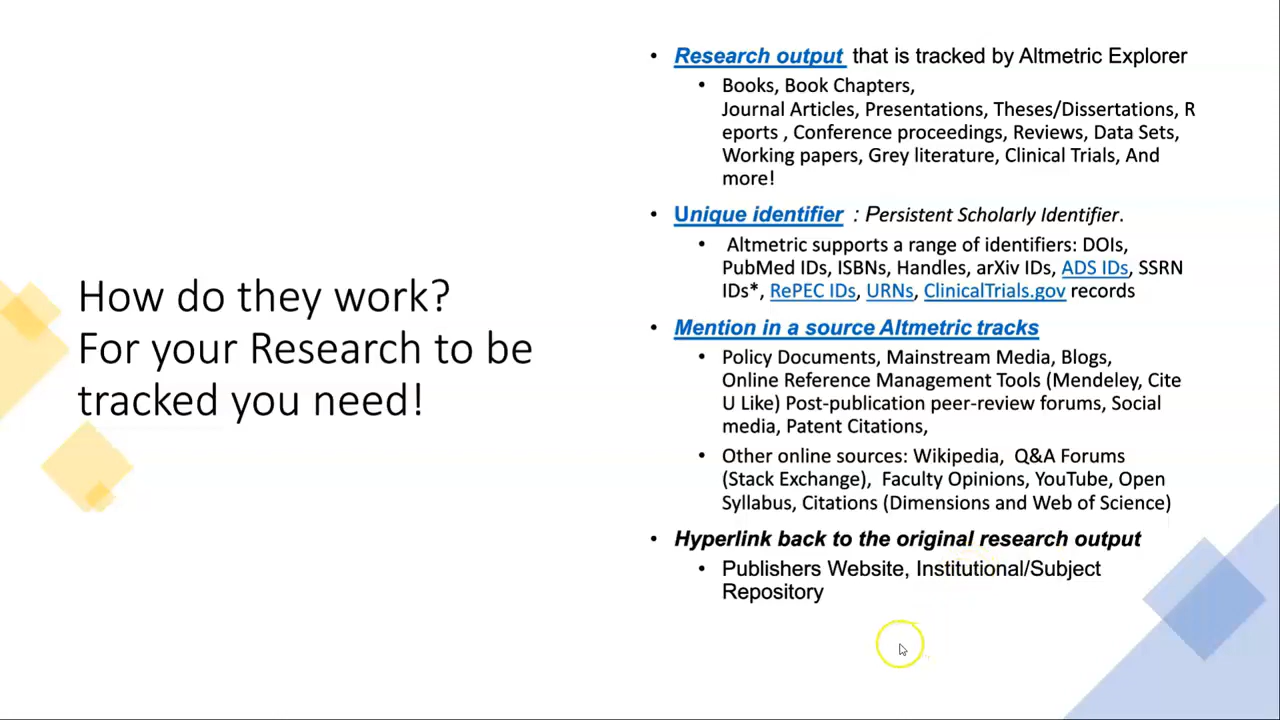 How do they work?
For your Research to be
tracked you need!
• Research output that is tracked by Altmetric Explorer
• Books, Book Chapters,
Journal Articles, Presentations, Theses/Dissertations, R
eports , Conference proceedings, Reviews, Data Sets,
Working papers, Grey literature, Clinical Trials, And
more!
• Unique identifier : Persistent Scholarly Identifier.
• Altmetric supports a range of identifiers: DOIs,
PubMed IDs, ISBNs, Handles, arXiv IDs, ADS IDs, SSRN
IDs*, RePEC IDs, URNs, ClinicalTrials.gov records
• Mention in a source Altmetric tracks
• Policy Documents, Mainstream Media, Blogs,
Online Reference Management Tools (Mendeley, Cite
U Like) Post-publication peer-review forums, Social
media, Patent Citations,
• Other online sources: Wikipedia, Q&A Forums
(Stack Exchange), Faculty Opinions, YouTube, Open
Syllabus, Citations (Dimensions and Web of Science)
• Hyperlink back to the original research output
• Publishers Website, Institutional/Subject
Repository